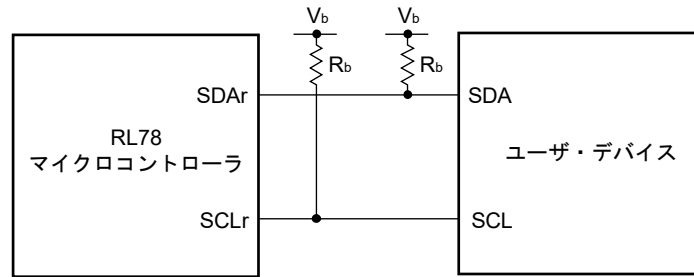 Vb Vb
Rb Rb
SDAr SDA
RL78
マイクロコントローラ
ユーザ・デバイス
SCLr SCL